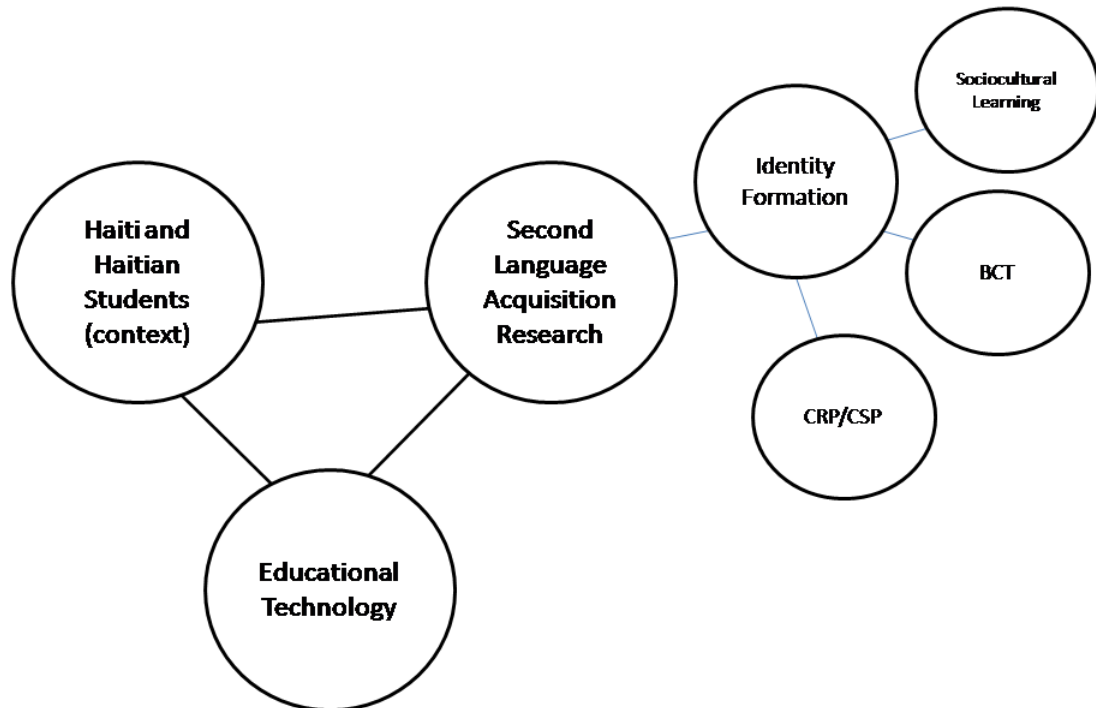 Haiti and
Haitian
Students
(context)
Second
Language
Acquisition
Research
Educational
Technology
Identity
Formation
Sociocultural
Learning
BCT
CRP/CSP